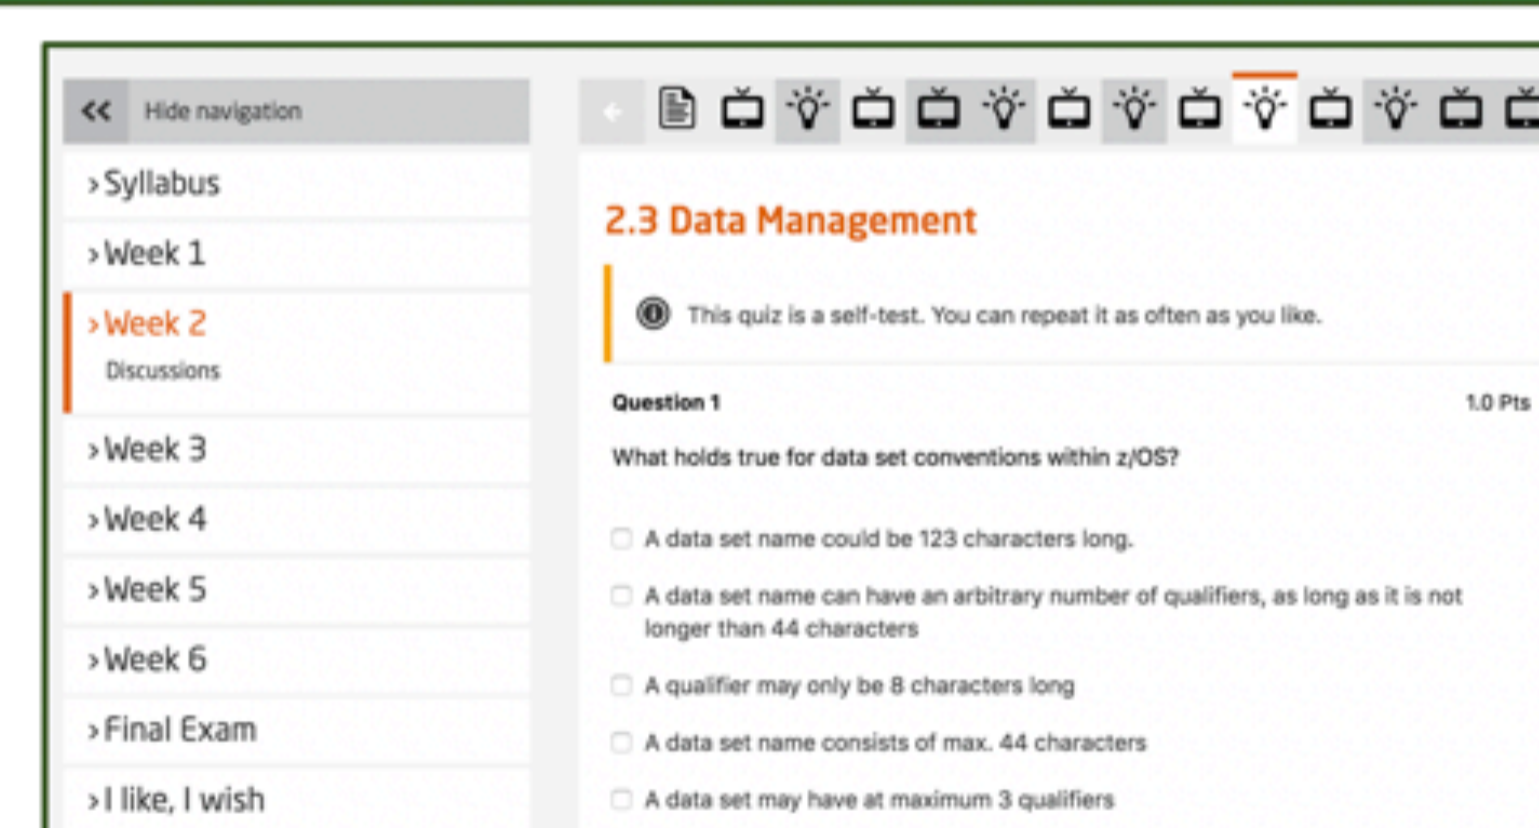 Hide navigation
Syllabus
Week 1
Week 2
Discussions
Week 3
Week 4
Week 5
Week 6
Final Exam
I like, I wish
2.3 Data Management
This quiz is a self-test. You can repeat it as often as you like.
Question 1 1.0 Pts
What holds true for data set conventions within z/OS?
A data set name could be 123 characters long.
A data set name can have an arbitrary number of qualifiers, as long as it is not
longer than 44 characters
A qualifier may only be 8 characters long
A data set name consists of max. 44 characters
A data set may have at maximum 3 qualifiers